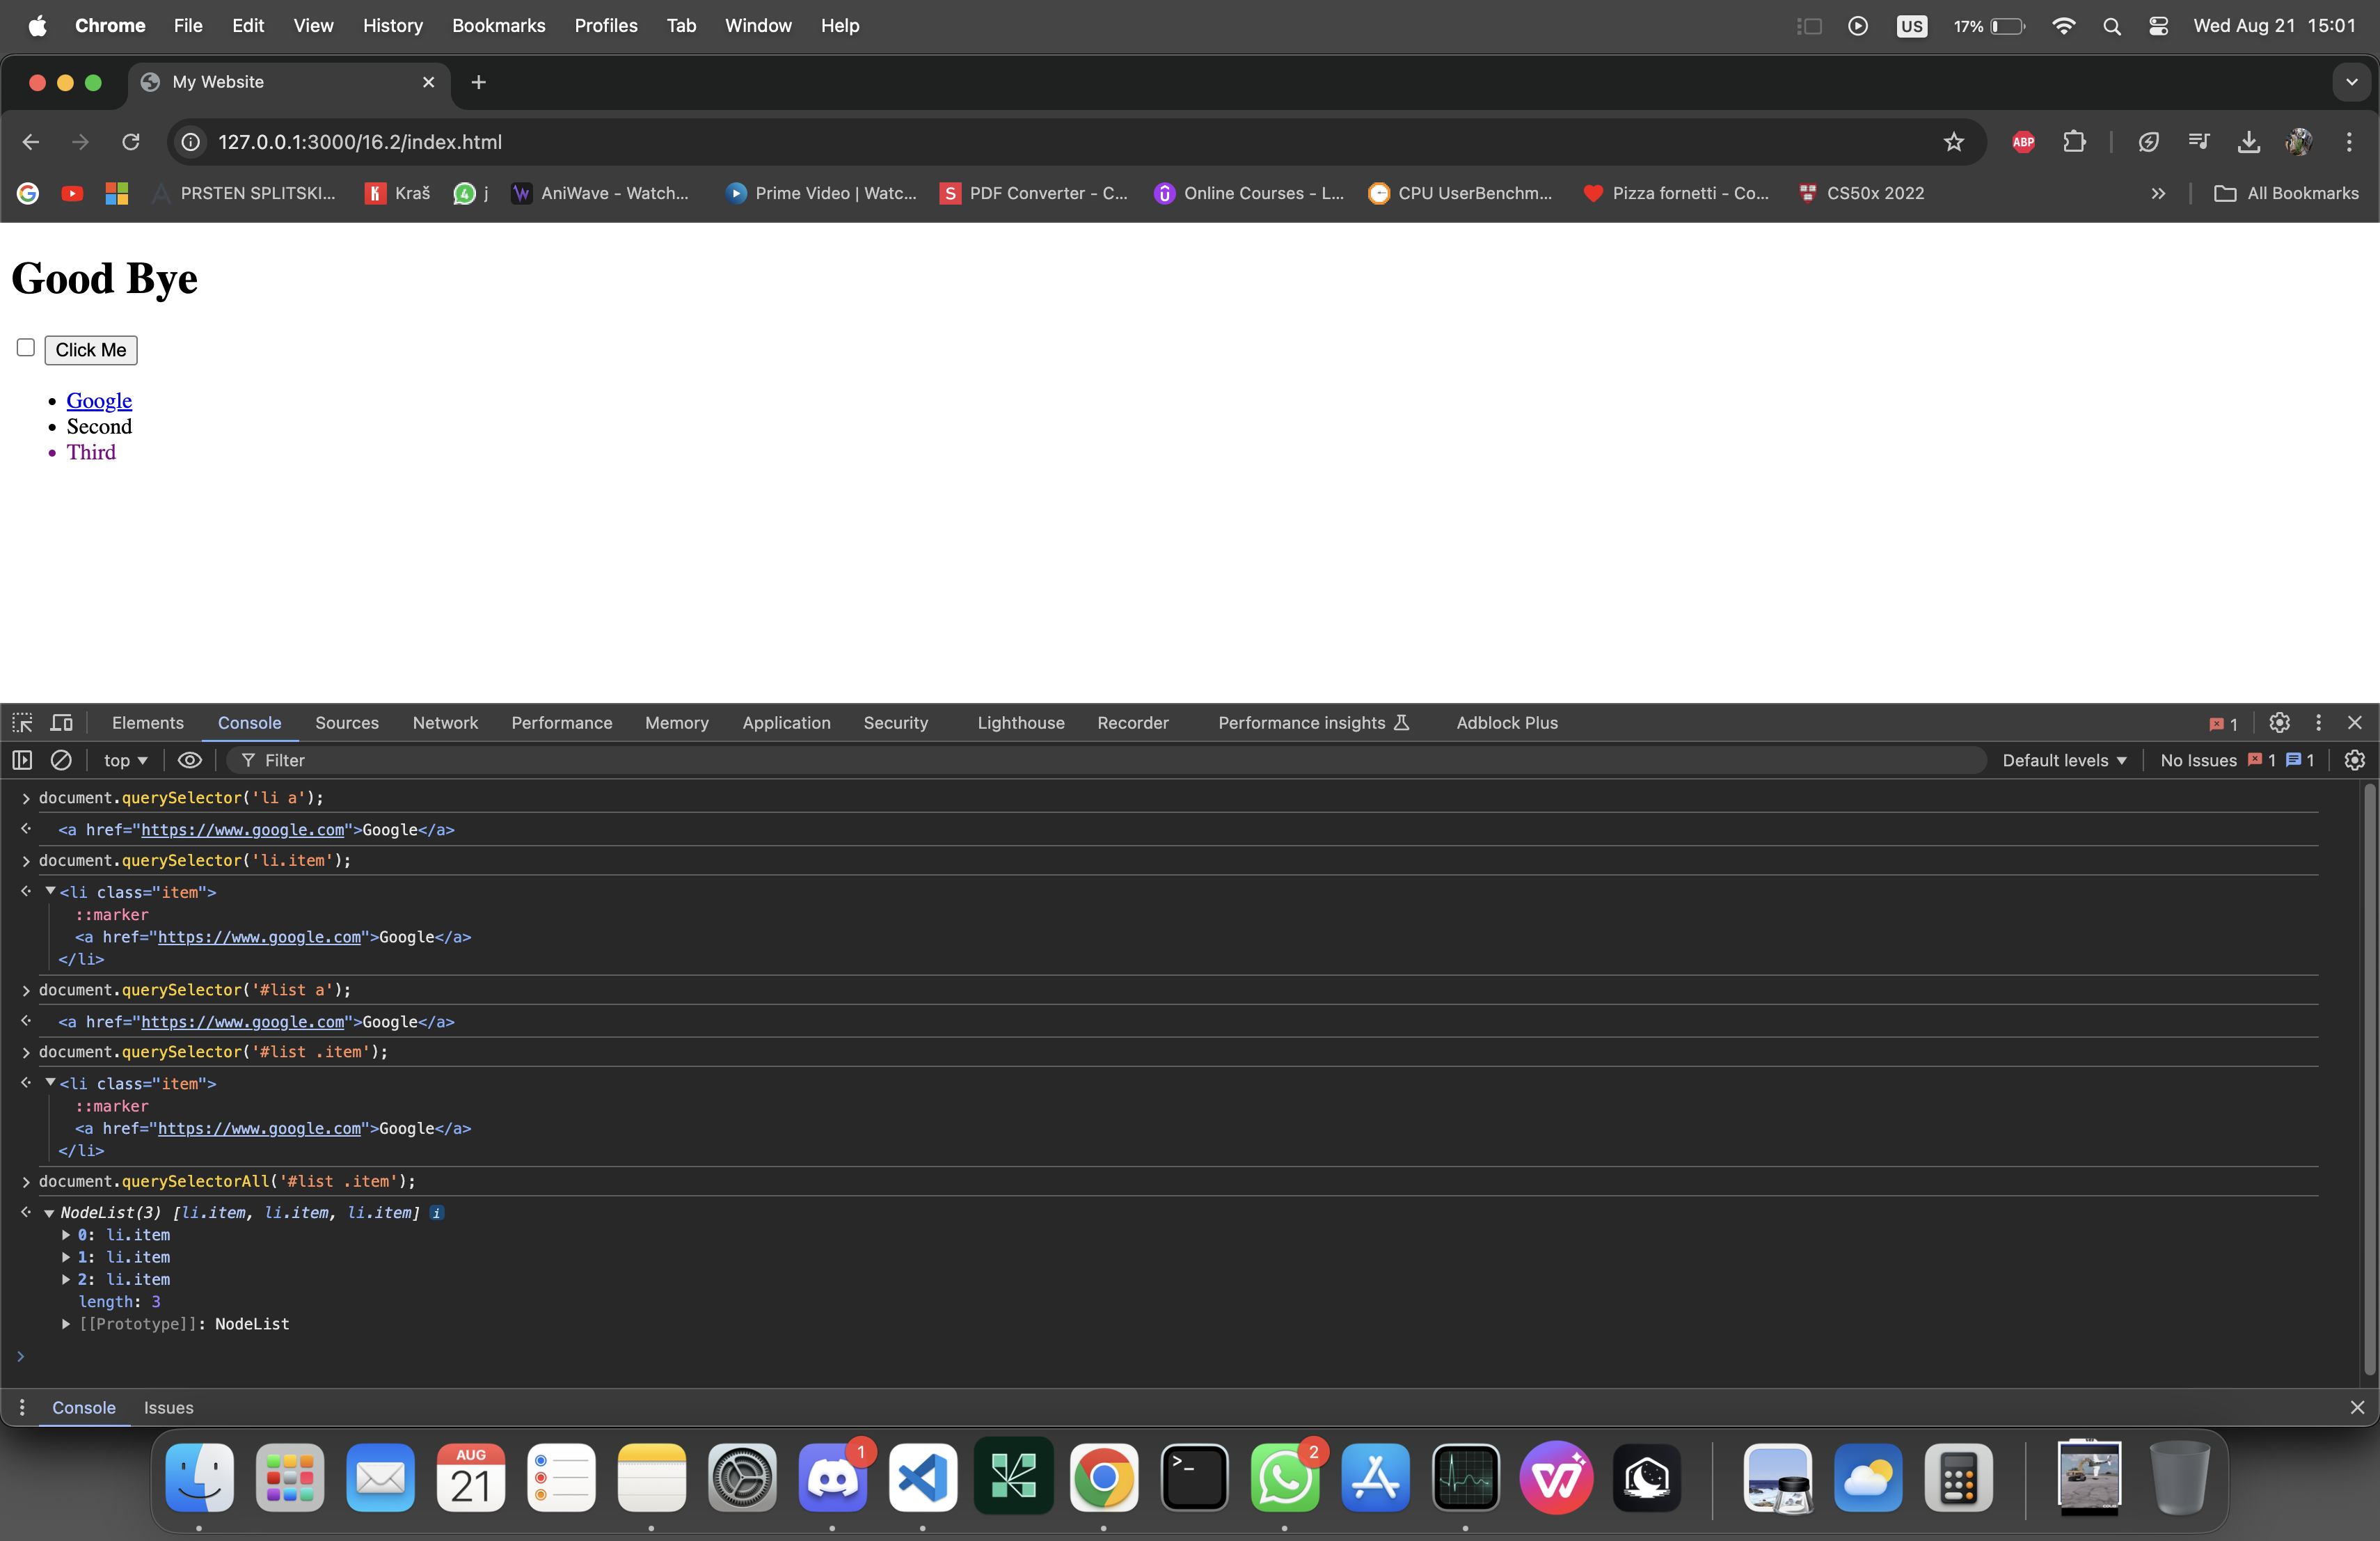 Chrome File Edit View History Bookmarks Profiles Tab Window Help US 17% Wed Aug 21 15:01
My Website
127.0.0.1:3000/16.2/index.html ABP
PRSTEN SPLITSKI... Kraš 4 j AniWave - Watch... Prime Video | Watc... S PDF Converter - C... Online Courses - L... CPU UserBenchm... Pizza fornetti - Co... CS50x 2022 All Bookmarks
Good Bye
Click Me
Google
Second
Third
Elements Console Sources Network Performance Memory Application Security Lighthouse Recorder Performance insights Adblock Plus 1
top Filter Default levels No Issues 1 1
document.querySelector('li a');
<a href="https://www.google.com">Google</a>
document.querySelector('li.item');
<li class="item">
::marker
<a href="https://www.google.com">Google</a>
</li>
document.querySelector('#list a');
<a href="https://www.google.com">Google</a>
document.querySelector('#list .item');
<li class="item">
::marker
<a href="https://www.google.com">Google</a>
</li>
document.querySelectorAll('#list .item');
NodeList(3) [li.item, li.item, li.item] i
0: li.item
1: li.item
2: li.item
length: 3
[[Prototype]]: NodeList
Console Issues
AUG
21
1
2